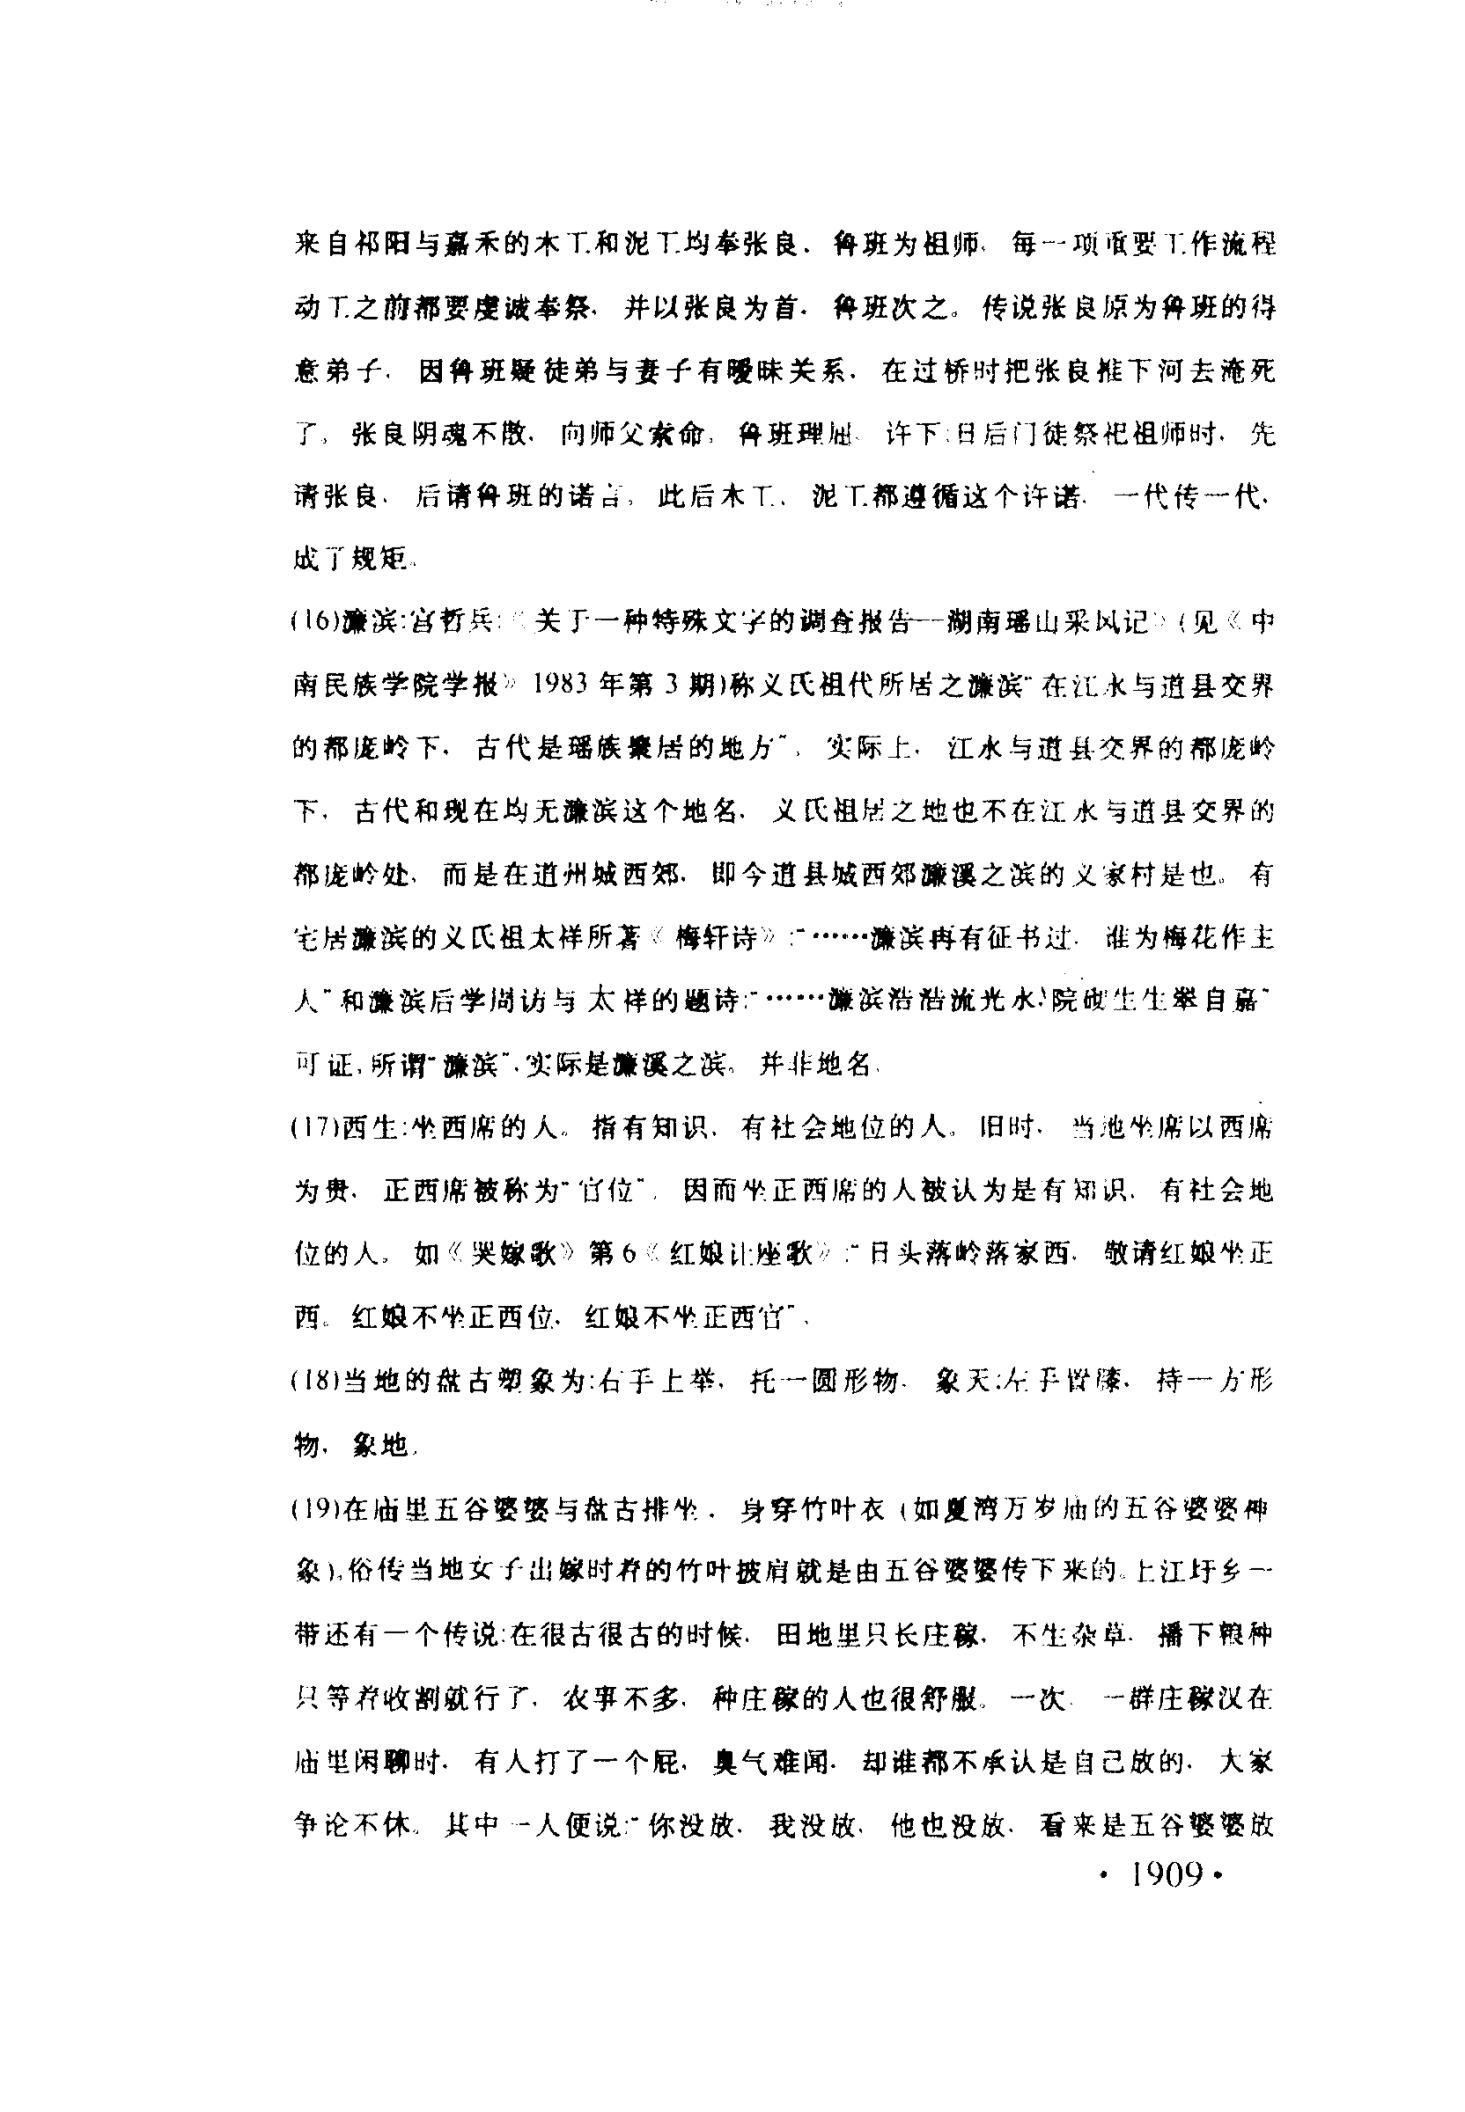 来自祁阳与嘉禾的木工和泥工均奉张良、鲁班为祖师，每一项重要工作流程
动工之前都要虔诚奉祭，并以张良为首，鲁班次之。传说张良原为鲁班的得
意弟子，因鲁班疑徒弟与妻子有暧昧关系，在过桥时把张良推下河去淹死
了。张良阴魂不散，向师父索命，鲁班理屈，许下:日后门徒祭祀祖师时，先
请张良，后请鲁班的诺言，此后木工、泥工都遵循这个许诺，一代传一代，
成了规矩。
(16)濂滨:宫哲兵:《关于一种特殊文字的调查报告—湖南瑶山采风记》(见《中
南民族学院学报》1983年第3期)称义氏祖代所居之濂滨“在江永与道县交界
的都庞岭下，古代是瑶族聚居的地方”。实际上，江永与道县交界的都庞岭
下，古代和现在均无濂滨这个地名，义氏祖居之地也不在江永与道县交界的
都庞岭处，而是在道州城西郊，即今道县城西郊濂溪之滨的义家村是也。有
宅居濂滨的义氏祖太祥所著《梅轩诗》:“……濂滨再有征书过，谁为梅花作主
人”和濂滨后学周访与太祥的题诗:“……濂滨浩浩流光水，院砌生生翠自嘉”
可证,所谓“濂滨”,实际是濂溪之滨。并非地名。
(17)西生:坐西席的人。指有知识，有社会地位的人。旧时，当地坐席以西席
为贵，正西席被称为“官位”，因而坐正西席的人被认为是有知识，有社会地
位的人。如《哭嫁歌》第6《红娘让座歌》:“日头落岭落家西，敬请红娘坐正
西。红娘不坐正西位，红娘不坐正西官”。
(18)当地的盘古塑象为:右手上举，托一圆形物，象天:左手置膝，持一方形
物，象地。
(19)在庙里五谷婆婆与盘古排坐，身穿竹叶衣(如夏湾万岁庙的五谷婆婆神
象),俗传当地女子出嫁时着的竹叶披肩就是由五谷婆婆传下来的。上江圩乡一
带还有一个传说:在很古很古的时候，田地里只长庄稼，不生杂草，播下粮种
只等着收割就行了，农事不多，种庄稼的人也很舒服。一次，一群庄稼汉在
庙里闲聊时，有人打了一个屁，臭气难闻，却谁都不承认是自己放的，大家
争论不休。其中一人便说:“你没放，我没放，他也没放，看来是五谷婆婆放
·1909·